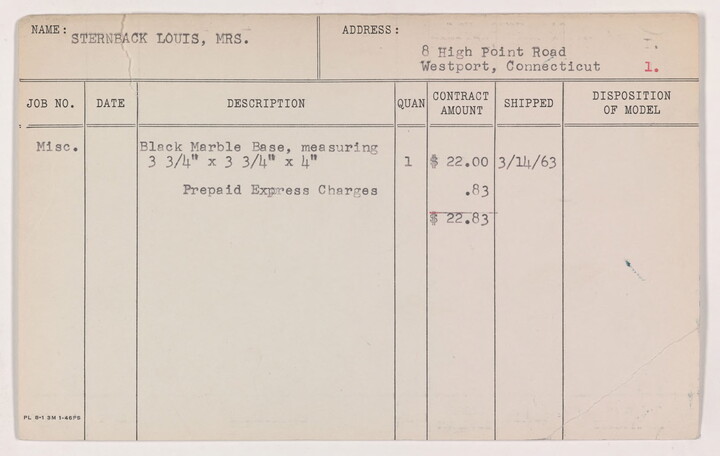 NAME: STERNBACK LOUIS, MRS.
ADDRESS:
8 High Point Road
Westport, Connecticut 1.
JOB NO. DATE DESCRIPTION QUAN CONTRACT AMOUNT SHIPPED DISPOSITION OF MODEL
Misc. Black Marble Base, measuring
3 3/4" x 3 3/4" x 4" 1 $ 22.00 3/14/63
Prepaid Express Charges .83
$ 22.83